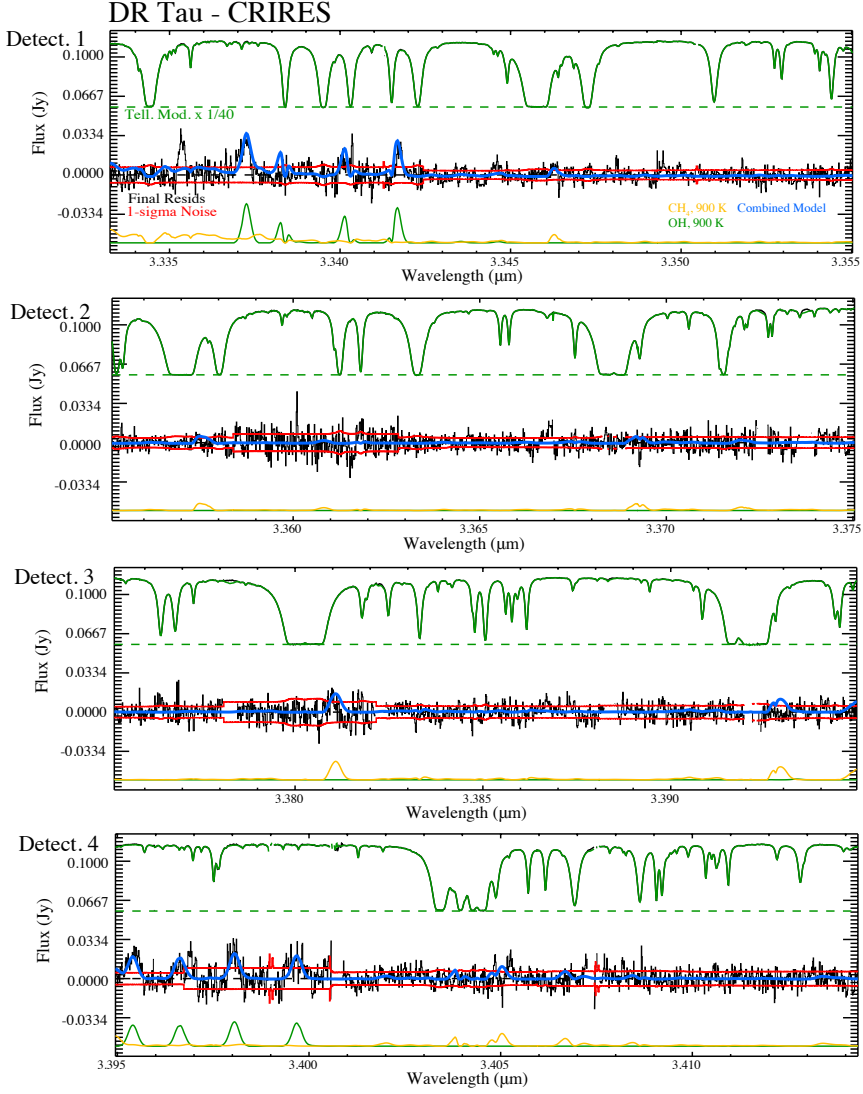 DR Tau - CRIRES
Detect. 1
Flux (Jy)
0.1000
0.0667
0.0334
0.0000
-0.0334
Tell. Mod. x 1/40
Final Resids
1-sigma Noise
CH4, 900 K Combined Model
OH, 900 K
3.335 3.340 3.345 3.350 3.355
Wavelength (μm)
Detect. 2
Flux (Jy)
0.1000
0.0667
0.0334
0.0000
-0.0334
3.360 3.365 3.370 3.375
Wavelength (μm)
Detect. 3
Flux (Jy)
0.1000
0.0667
0.0334
0.0000
-0.0334
3.380 3.385 3.390
Wavelength (μm)
Detect. 4
Flux (Jy)
0.1000
0.0667
0.0334
0.0000
-0.0334
3.395 3.400 3.405 3.410
Wavelength (μm)